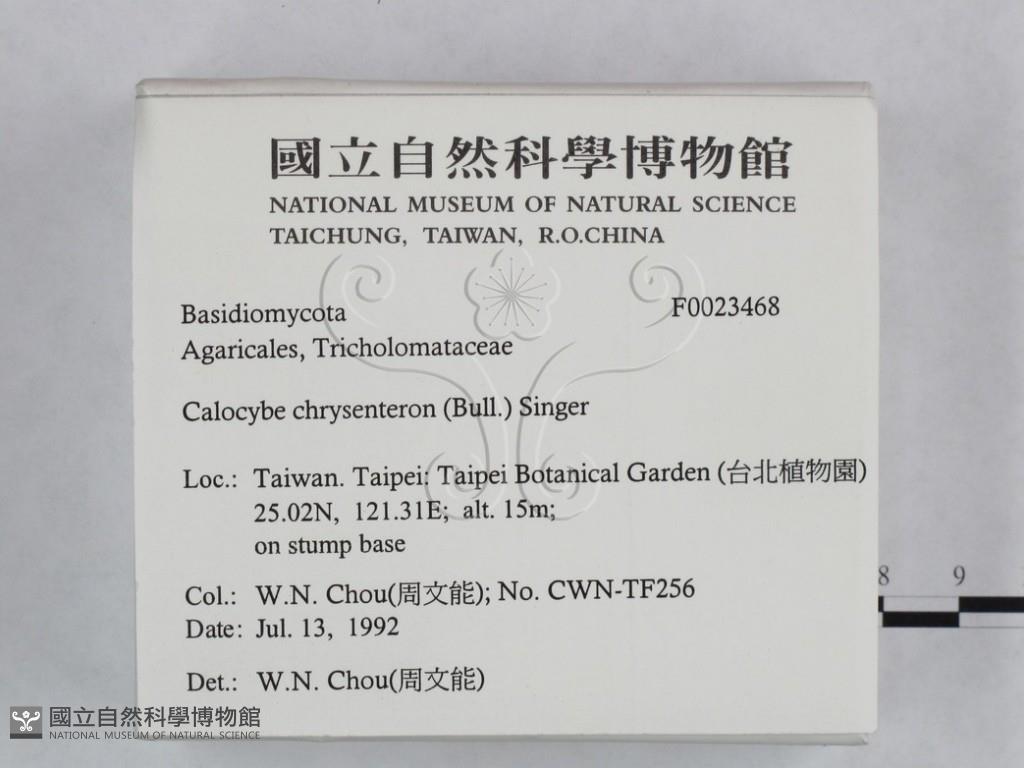 國立自然科學博物館
NATIONAL MUSEUM OF NATURAL SCIENCE
TAICHUNG, TAIWAN, R.O.CHINA
Basidiomycota F0023468
Agaricales, Tricholomataceae
Calocybe chrysenteron (Bull.) Singer
Loc.: Taiwan. Taipei: Taipei Botanical Garden (台北植物園)
25.02N, 121.31E; alt. 15m;
on stump base
Col.: W.N. Chou(周文能); No. CWN-TF256
Date: Jul. 13, 1992
Det.: W.N. Chou(周文能)
8 9
國立自然科學博物館
NATIONAL MUSEUM OF NATURAL SCIENCE